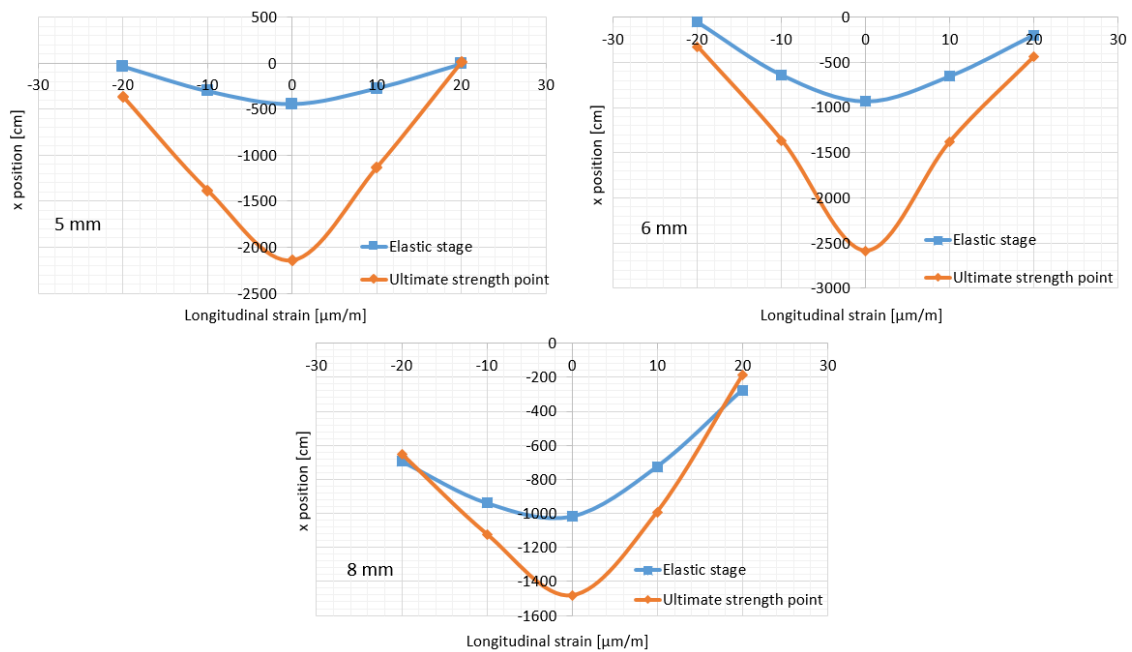 500
0
-30 -20 -10 0 10 20 30
-500
-1000
-1500
-2000
-2500
x position [cm]
5 mm
Elastic stage
Ultimate strength point
Longitudinal strain [µm/m]
0
-30 -20 -10 0 10 20 30
-500
-1000
-1500
-2000
-2500
-3000
x position [cm]
6 mm
Elastic stage
Ultimate strength point
Longitudinal strain [µm/m]
0
-30 -20 -10 0 10 20 30
-200
-400
-600
-800
-1000
-1200
-1400
-1600
x position [cm]
8 mm
Elastic stage
Ultimate strength point
Longitudinal strain [µm/m]